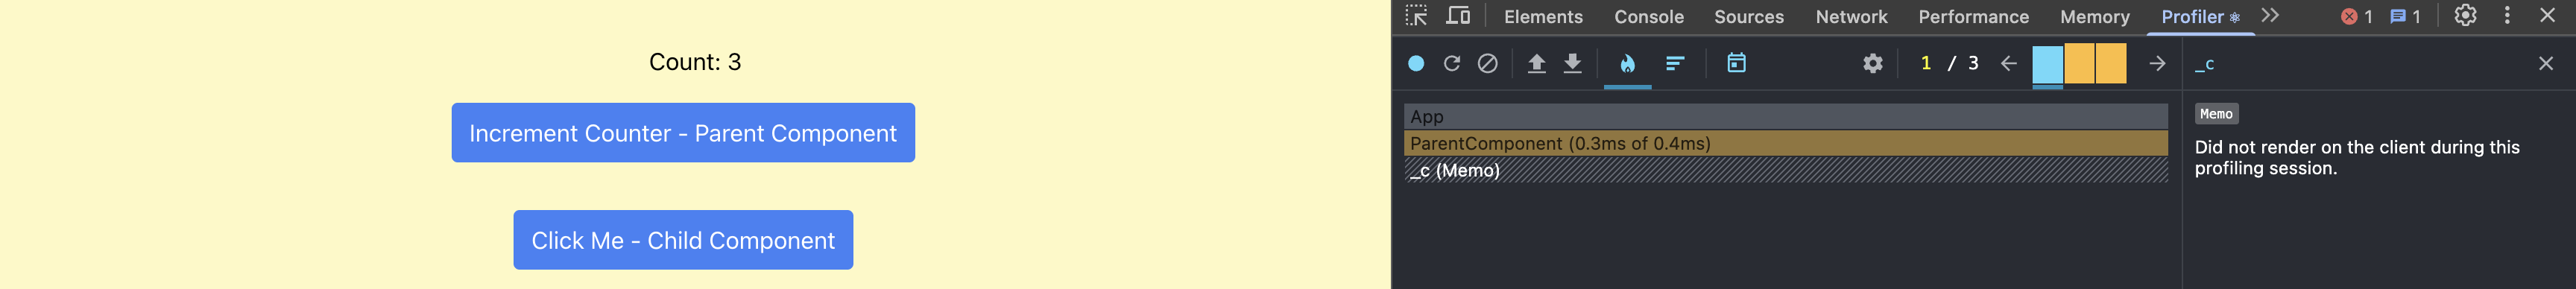 Count: 3
Increment Counter - Parent Component
Click Me - Child Component
Elements Console Sources Network Performance Memory Profiler 1 1
1 / 3
_c
App
ParentComponent (0.3ms of 0.4ms)
_c (Memo)
Memo
Did not render on the client during this
profiling session.